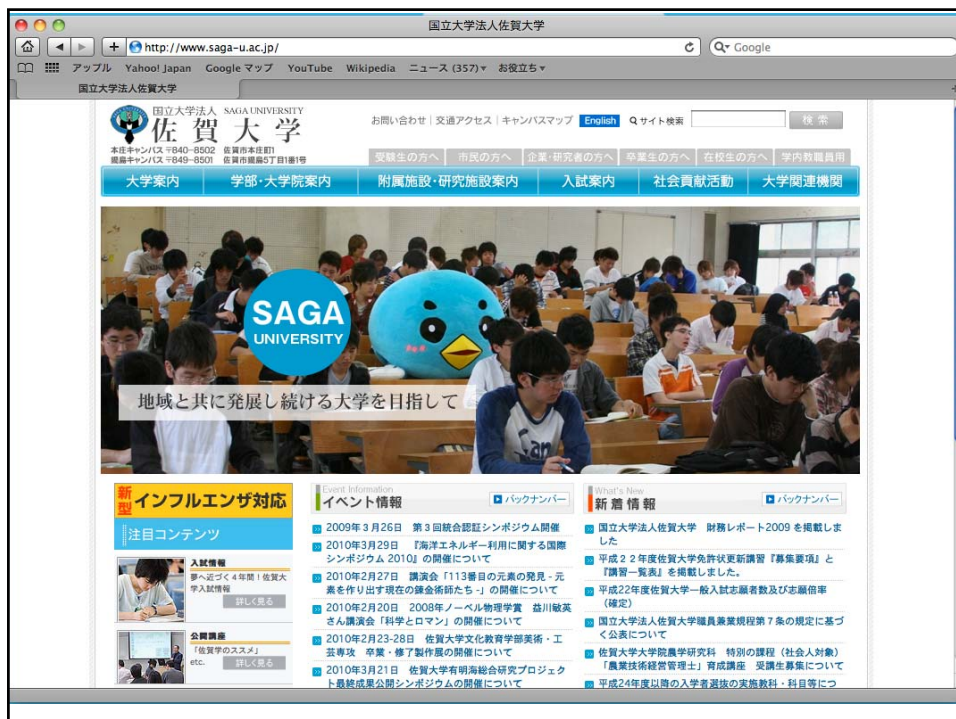 国立大学法人佐賀大学
http://www.saga-u.ac.jp/
Google
アップル Yahoo! Japan Google マップ YouTube Wikipedia ニュース (357)▼ お役立ち▼
国立大学法人佐賀大学
国立大学法人 SAGA UNIVERSITY
佐賀大学
本庄キャンパス 〒840-8502 佐賀市本庄町1
鍋島キャンパス 〒849-8501 佐賀市鍋島5丁目1番1号
お問い合わせ | 交通アクセス | キャンパスマップ English サイト検索 検索
受験生の方へ 市民の方へ 企業・研究者の方へ 卒業生の方へ 在校生の方へ 学内教職員用
大学案内 学部・大学院案内 附属施設・研究施設案内 入試案内 社会貢献活動 大学関連機関
SAGA
UNIVERSITY
地域と共に発展し続ける大学を目指して
新型インフルエンザ対応
注目コンテンツ
入試情報
夢へ近づく4年間!佐賀大
学入試情報
詳しく見る
公開講座
「佐賀学のススメ」
etc. 詳しく見る
Event Information
イベント情報 バックナンバー
2009年3月26日 第3回統合認証シンポジウム開催
2010年3月29日 『海洋エネルギー利用に関する国際
シンポジウム 2010』の開催について
2010年2月27日 講演会「113番目の元素の発見 - 元
素を作り出す現在の錬金術師たち -」の開催について
2010年2月20日 2008年ノーベル物理学賞 益川敏英
さん講演会「科学とロマン」の開催について
2010年2月23-28日 佐賀大学文化教育学部美術・工
芸専攻 卒業・修了制作展の開催について
2010年3月21日 佐賀大学有明海総合研究プロジェク
ト最終成果公開シンポジウムの開催について
What's New
新着情報 バックナンバー
国立大学法人佐賀大学 財務レポート2009 を掲載しま
した
平成22年度佐賀大学免許状更新講習『募集要項』と
『講習一覧表』を掲載しました。
平成22年度佐賀大学一般入試志願者数及び志願倍率
(確定)
国立大学法人佐賀大学職員兼業規程第7条の規定に基づ
く公表について
佐賀大学大学院農学研究科 特別の課程(社会人対象)
「農業技術経営管理士」育成講座 受講生募集について
平成24年度以降の入学者選抜の実施教科・科目等につ